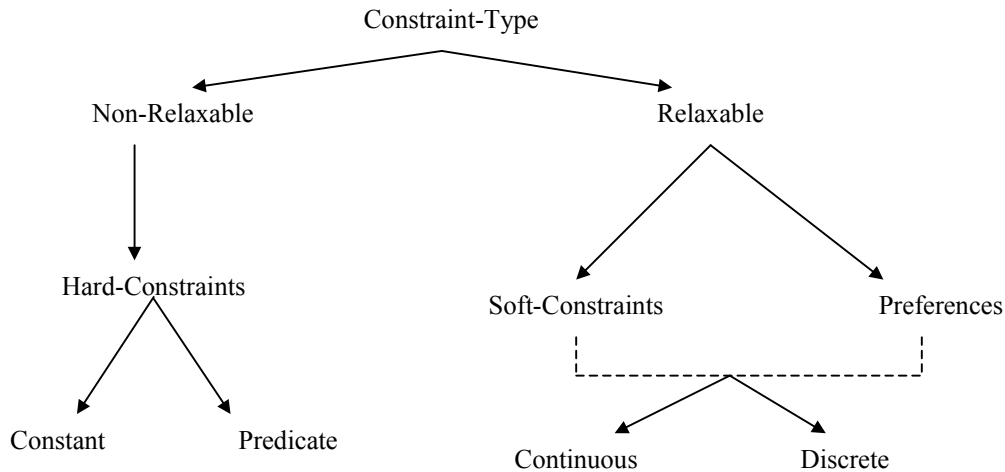 Constraint-Type
Non-Relaxable
Relaxable
Hard-Constraints
Soft-Constraints
Preferences
Constant
Predicate
Continuous
Discrete